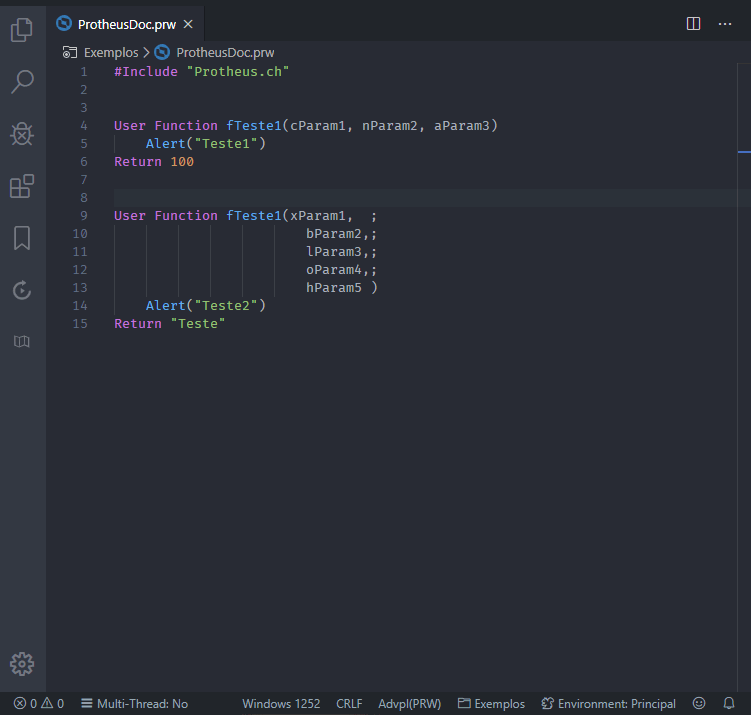 ProtheusDoc.prw
Exemplos > ProtheusDoc.prw
1 #Include "Protheus.ch"
2
3
4 User Function fTeste1(cParam1, nParam2, aParam3)
5     Alert("Teste1")
6 Return 100
7
8
9 User Function fTeste1(xParam1,  ;
10                         bParam2,;
11                         lParam3,;
12                         oParam4,;
13                         hParam5 )
14     Alert("Teste2")
15 Return "Teste"
0 0 Multi-Thread: No Windows 1252 CRLF Advpl(PRW) Exemplos Environment: Principal